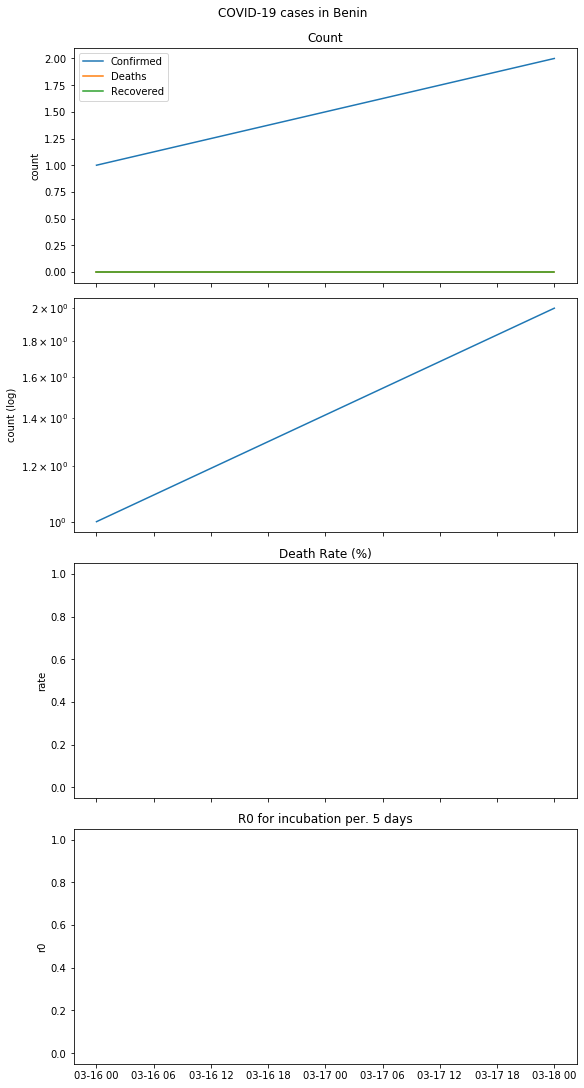 COVID-19 cases in Benin
Count
Confirmed
Deaths
Recovered
count
2.00
1.75
1.50
1.25
1.00
0.75
0.50
0.25
0.00
count (log)
2 × 10⁰
1.8 × 10⁰
1.6 × 10⁰
1.4 × 10⁰
1.2 × 10⁰
10⁰
Death Rate (%)
rate
1.0
0.8
0.6
0.4
0.2
0.0
R0 for incubation per. 5 days
r0
1.0
0.8
0.6
0.4
0.2
0.0
03-16 00 03-16 06 03-16 12 03-16 18 03-17 00 03-17 06 03-17 12 03-17 18 03-18 00